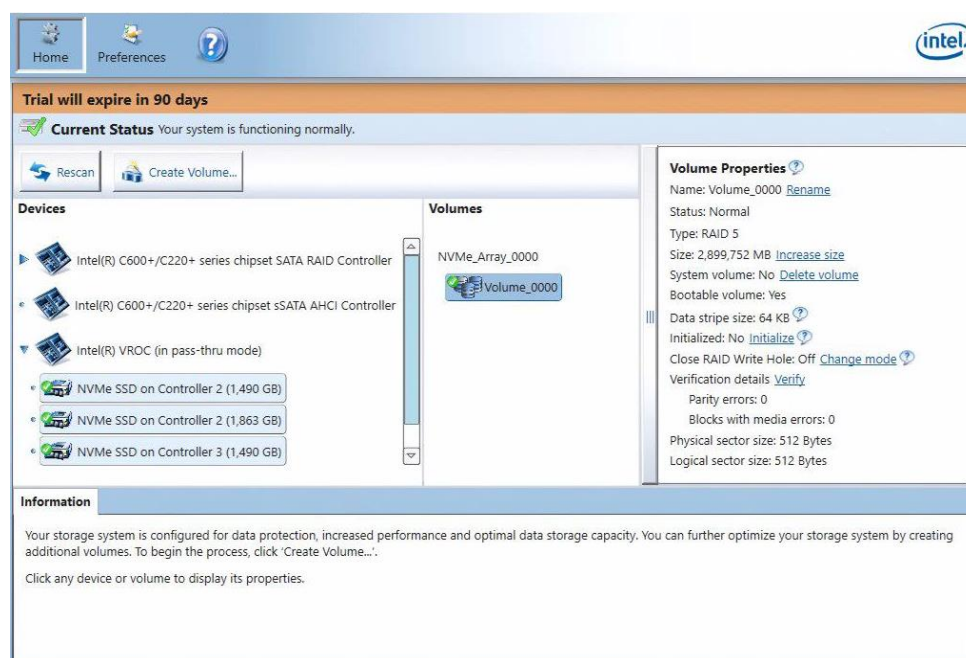 Home
Preferences
?
intel.
Trial will expire in 90 days
Current Status Your system is functioning normally.
Rescan
Create Volume...
Devices
Intel(R) C600+/C220+ series chipset SATA RAID Controller
Intel(R) C600+/C220+ series chipset sSATA AHCI Controller
Intel(R) VROC (in pass-thru mode)
NVMe SSD on Controller 2 (1,490 GB)
NVMe SSD on Controller 2 (1,863 GB)
NVMe SSD on Controller 3 (1,490 GB)
Volumes
NVMe_Array_0000
Volume_0000
Volume Properties ?
Name: Volume_0000 Rename
Status: Normal
Type: RAID 5
Size: 2,899,752 MB Increase size
System volume: No Delete volume
Bootable volume: Yes
Data stripe size: 64 KB ?
Initialized: No Initialize ?
Close RAID Write Hole: Off Change mode ?
Verification details Verify
Parity errors: 0
Blocks with media errors: 0
Physical sector size: 512 Bytes
Logical sector size: 512 Bytes
Information
Your storage system is configured for data protection, increased performance and optimal data storage capacity. You can further optimize your storage system by creating
additional volumes. To begin the process, click 'Create Volume...'.
Click any device or volume to display its properties.